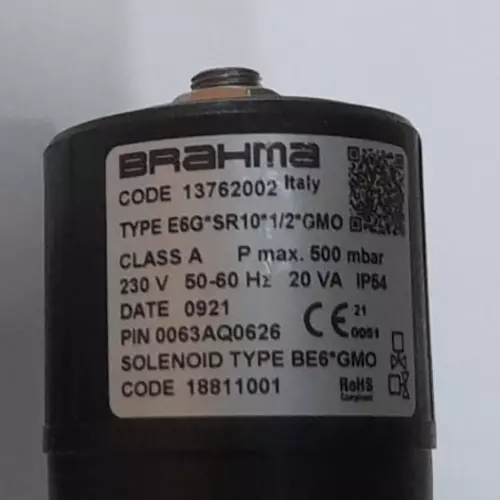 BRAHMA Italy
CODE 13762002
TYPE E6G*SR10*1/2*GMO
CLASS A P max. 500 mbar
230 V 50-60 Hz 20 VA IP54
DATE 0921
PIN 0063AQ0626 CE 21 0051
SOLENOID TYPE BE6*GMO
CODE 18811001 RoHS Compliant